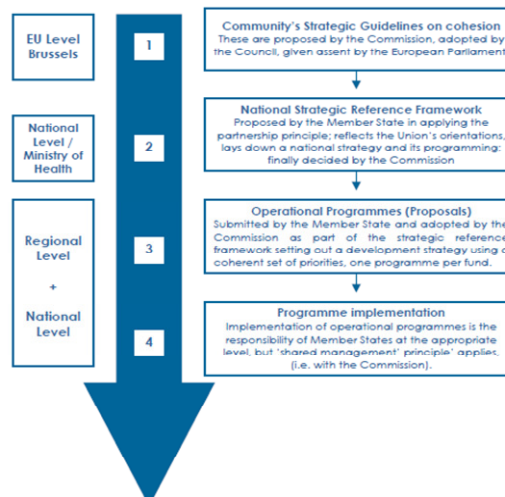 EU Level
Brussels
1
Community's Strategic Guidelines on cohesion
These are proposed by the Commission, adopted by
the Council, given assent by the European Parliament
National
Level /
Ministry of
Health
2
National Strategic Reference Framework
Proposed by the Member State in applying the
partnership principle; reflects the Union's orientations,
lays down a national strategy and its programming:
finally decided by the Commission
Regional
Level
+
National
Level
3
Operational Programmes (Proposals)
Submitted by the Member State and adopted by the
Commission as part of the strategic reference
framework setting out a development strategy using a
coherent set of priorities, one programme per fund.
4
Programme implementation
Implementation of operational programmes is the
responsibility of Member States at the appropriate
level, but 'shared management' principle' applies,
(i.e. with the Commission).